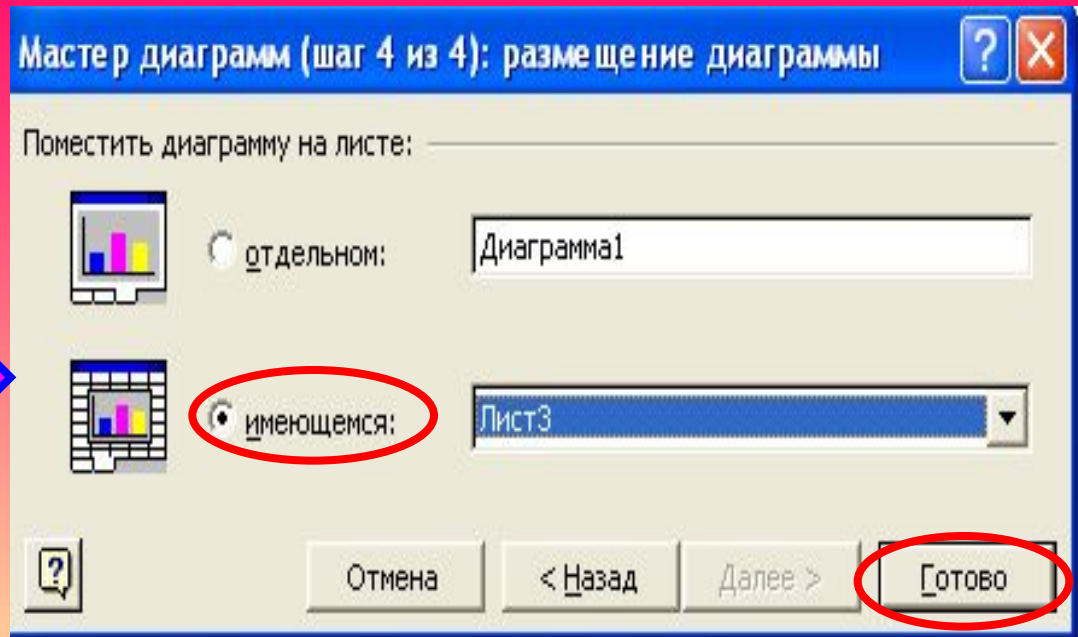 Мастер диаграмм (шаг 4 из 4): размещение диаграммы
Поместить диаграмму на листе:
отдельном: Диаграмма1
имеющемся: Лист3
Отмена < Назад Далее > Готово